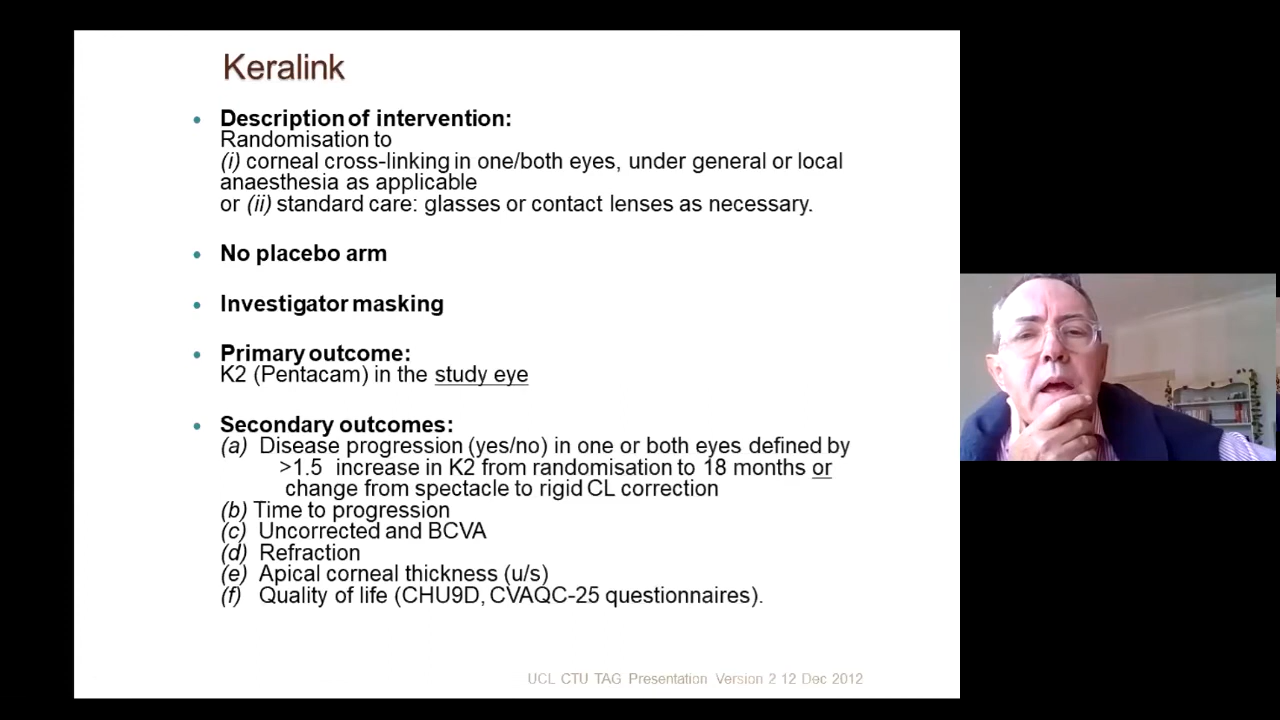 Keralink
• Description of intervention:
Randomisation to
(i) corneal cross-linking in one/both eyes, under general or local
anaesthesia as applicable
or (ii) standard care: glasses or contact lenses as necessary.
• No placebo arm
• Investigator masking
• Primary outcome:
K2 (Pentacam) in the study eye
• Secondary outcomes:
(a) Disease progression (yes/no) in one or both eyes defined by
>1.5 increase in K2 from randomisation to 18 months or
change from spectacle to rigid CL correction
(b) Time to progression
(c) Uncorrected and BCVA
(d) Refraction
(e) Apical corneal thickness (u/s)
(f) Quality of life (CHU9D, CVAQC-25 questionnaires).
UCL CTU TAG Presentation Version 2 12 Dec 2012